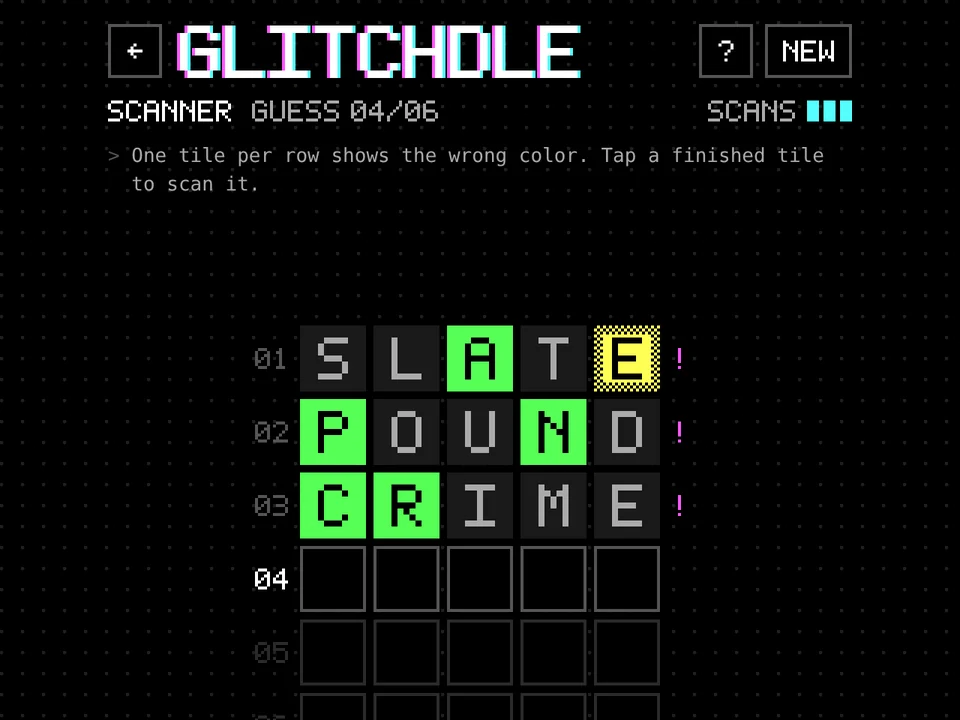 ← GLITCHDLE ? NEW
SCANNER GUESS 04/06 SCANS
> One tile per row shows the wrong color. Tap a finished tile
to scan it.
01 S L A T E !
02 P O U N D !
03 C R I M E !
04
05